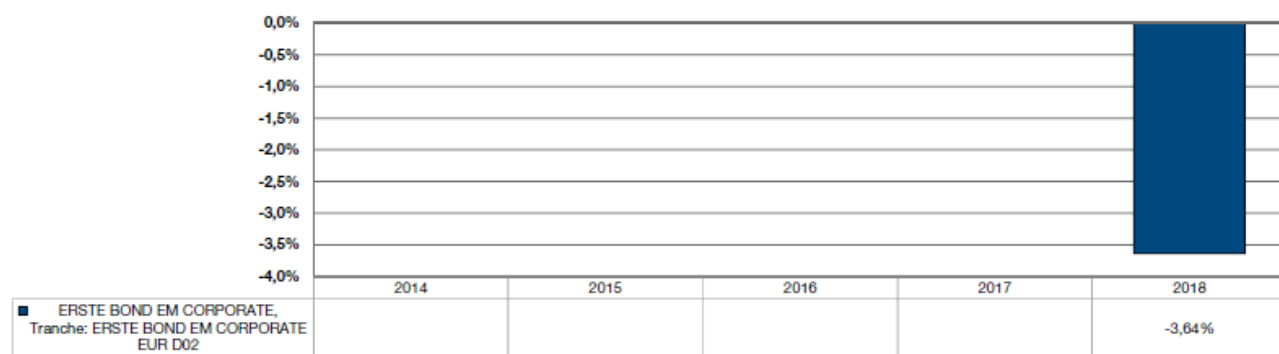 0,0%
-0,5%
-1,0%
-1,5%
-2,0%
-2,5%
-3,0%
-3,5%
-4,0%
2014 2015 2016 2017 2018
ERSTE BOND EM CORPORATE,
Tranche: ERSTE BOND EM CORPORATE
EUR D02
-3,64%